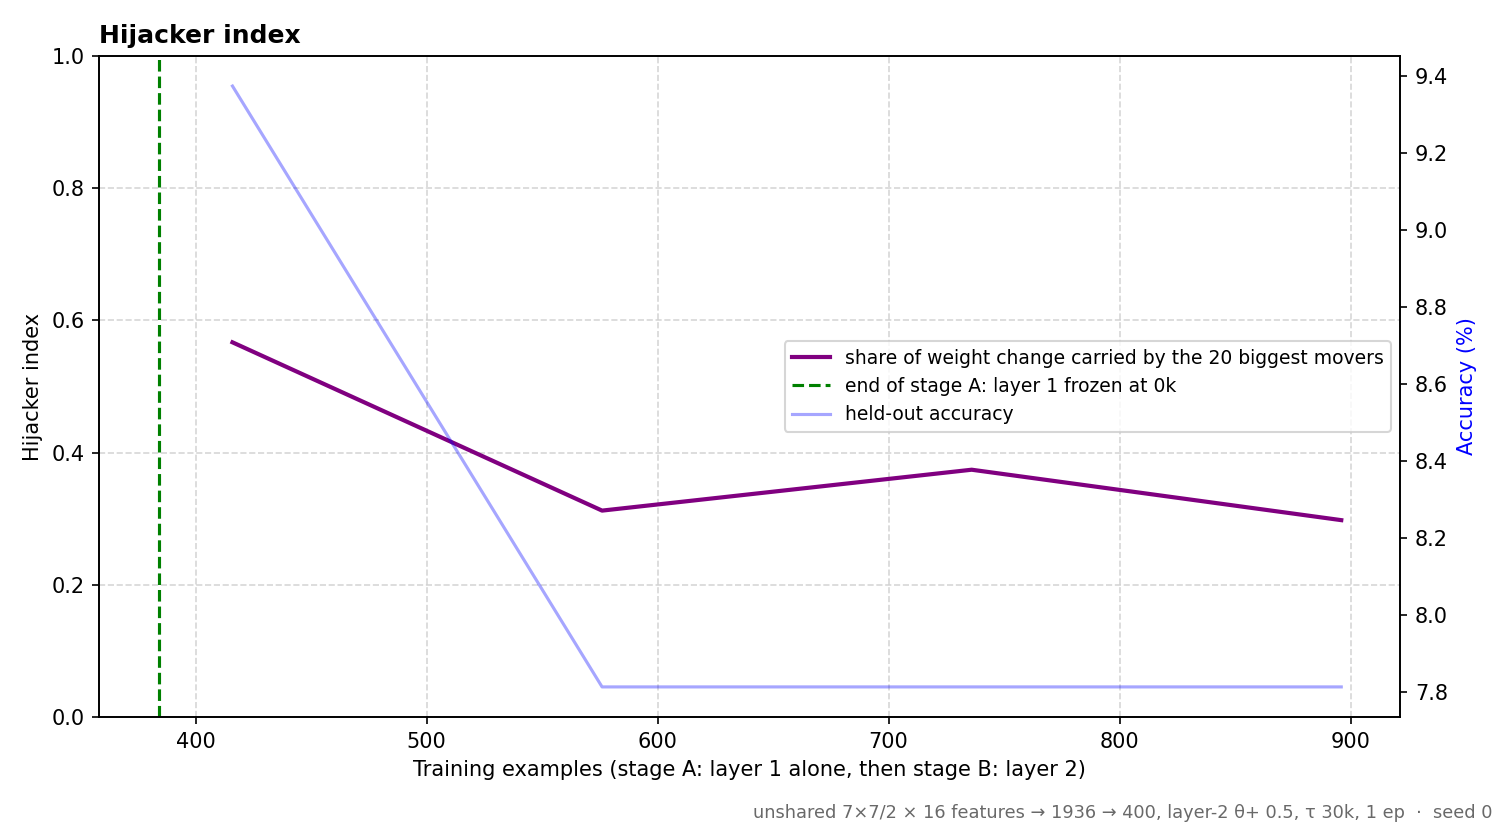 Hijacker index
1.0
0.8
0.6
0.4
0.2
0.0
Hijacker index
9.4
9.2
9.0
8.8
8.6
8.4
8.2
8.0
7.8
Accuracy (%)
share of weight change carried by the 20 biggest movers
end of stage A: layer 1 frozen at 0k
held-out accuracy
400 500 600 700 800 900
Training examples (stage A: layer 1 alone, then stage B: layer 2)
unshared 7×7/2 × 16 features → 1936 → 400, layer-2 θ+ 0.5, τ 30k, 1 ep · seed 0